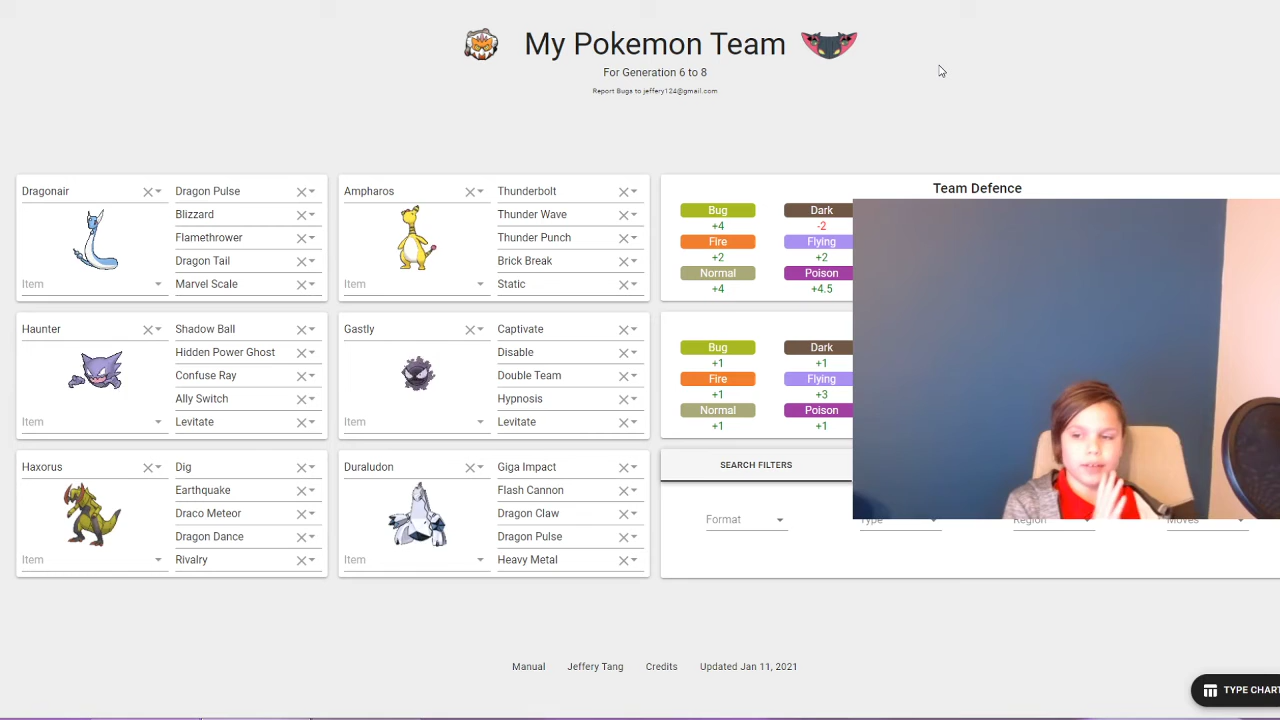 My Pokemon Team
For Generation 6 to 8
Report Bugs to jeffery124@gmail.com
Dragonair
Dragon Pulse
Blizzard
Flamethrower
Dragon Tail
Item
Marvel Scale
Ampharos
Thunderbolt
Thunder Wave
Thunder Punch
Brick Break
Item
Static
Team Defence
Bug
Dark
+4
-2
Fire
Flying
+2
+2
Normal
Poison
+4
+4.5
Haunter
Shadow Ball
Hidden Power Ghost
Confuse Ray
Ally Switch
Item
Levitate
Gastly
Captivate
Disable
Double Team
Hypnosis
Item
Levitate
Bug
Dark
+1
+1
Fire
Flying
+1
+3
Normal
Poison
+1
+1
Haxorus
Dig
Earthquake
Draco Meteor
Dragon Dance
Item
Rivalry
Duraludon
Giga Impact
Flash Cannon
Dragon Claw
Dragon Pulse
Item
Heavy Metal
SEARCH FILTERS
Format
Type
Region
Moves
Manual
Jeffery Tang
Credits
Updated Jan 11, 2021
TYPE CHART